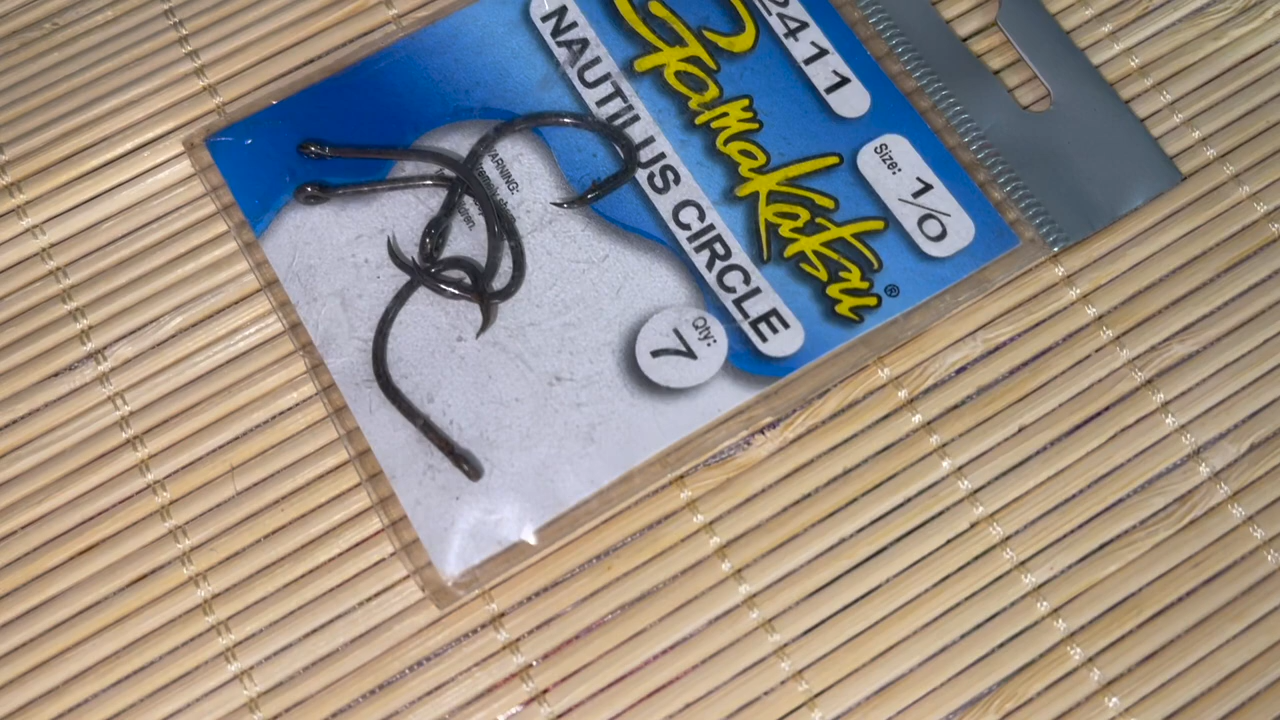 2411
Size: 1/0
Gamakatsu®
NAUTILUS CIRCLE
Qty:
7
WARNING: